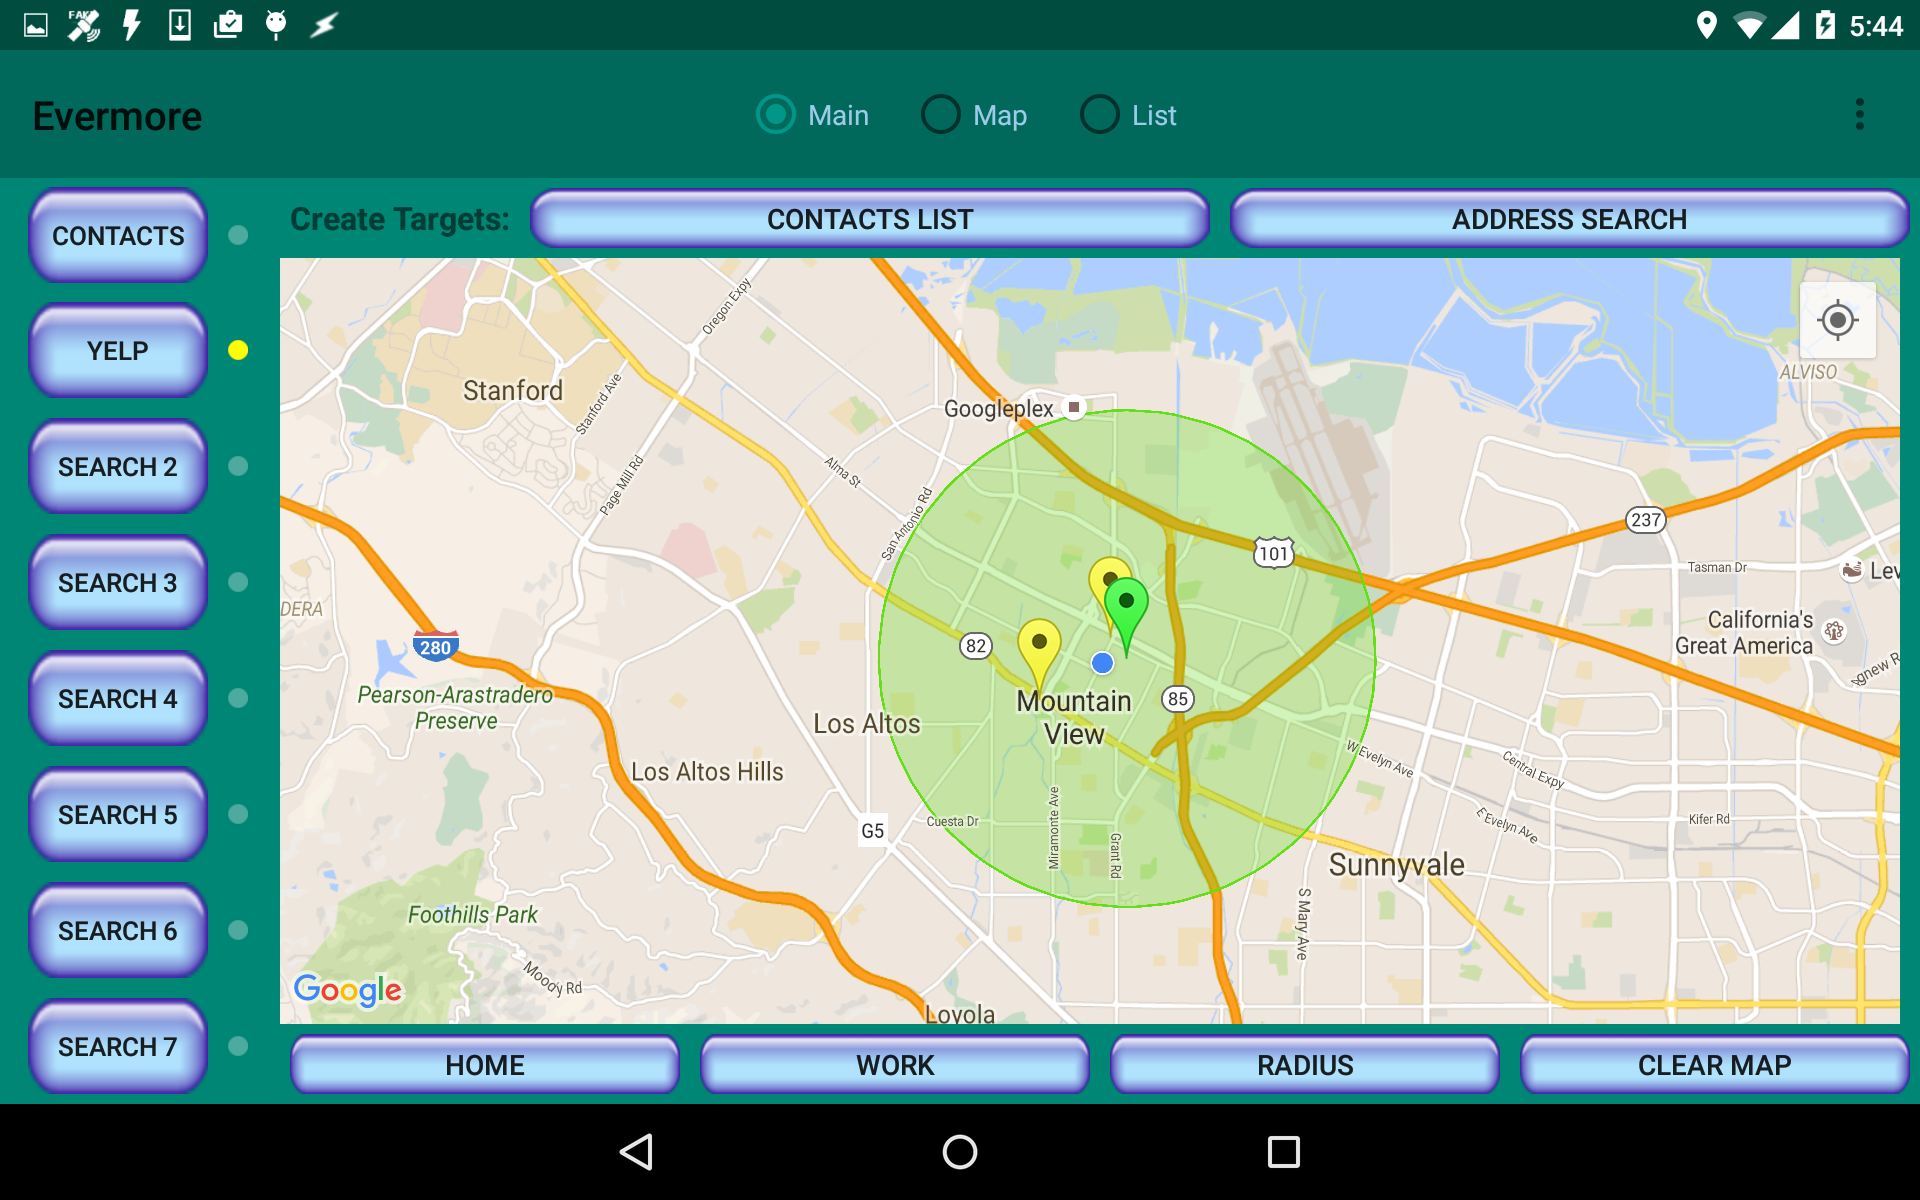 FAKE
5:44
Evermore
Main
Map
List
CONTACTS
YELP
SEARCH 2
SEARCH 3
SEARCH 4
SEARCH 5
SEARCH 6
SEARCH 7
Create Targets:
CONTACTS LIST
ADDRESS SEARCH
Oregon Expy
Stanford
Stanford Ave
Googleplex
ALVISO
Page Mill Rd
Alma St
San Antonio Rd
237
101
Tasman Dr
Lev
DERA
California's
Great America
280
82
Pearson-Arastradero
Preserve
Mountain
View
85
Los Altos
Los Altos Hills
W Evelyn Ave
Central Expy
Agnew R
G5
Cuesta Dr
Miramonte Ave
Grant Rd
E Evelyn Ave
Kifer Rd
Sunnyvale
S Mary Ave
Foothills Park
Moody Rd
Google
Loyola
HOME
WORK
RADIUS
CLEAR MAP